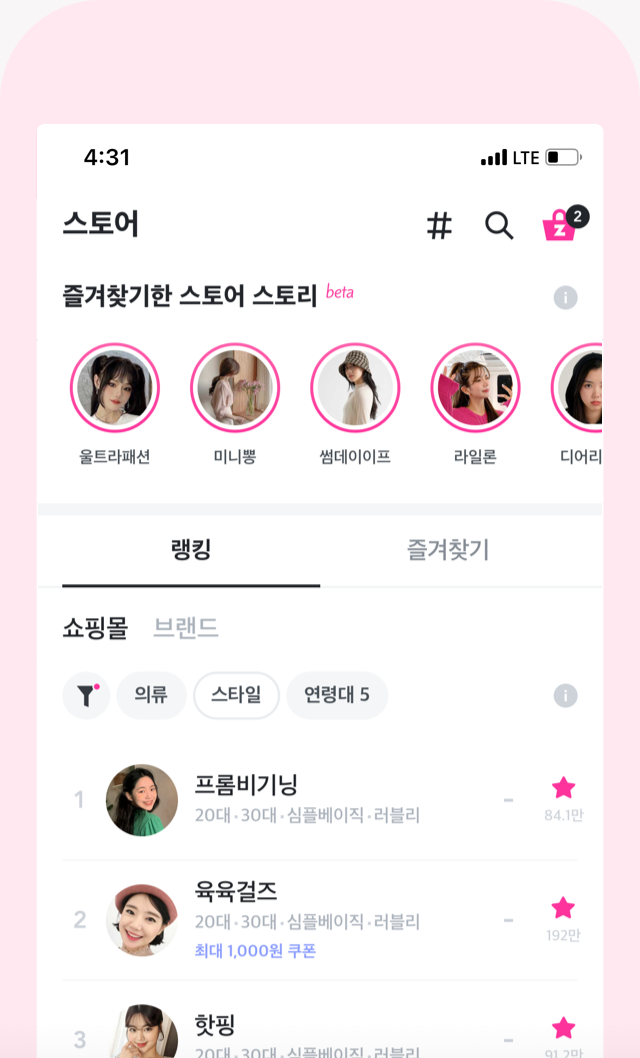 4:31 LTE
스토어 # Z 2
즐겨찾기한 스토어 스토리 beta i
울트라패션 미니뽕 썸데이이프 라일론 디어리
랭킹 즐겨찾기
쇼핑몰 브랜드
의류 스타일 연령대 5 i
1 프롬비기닝 -
20대·30대·심플베이직·러블리 84.1만
2 육육걸즈 -
20대·30대·심플베이직·러블리 192만
최대 1,000원 쿠폰
3 핫핑 -
20대·30대·심플베이직·러블리 91.2만